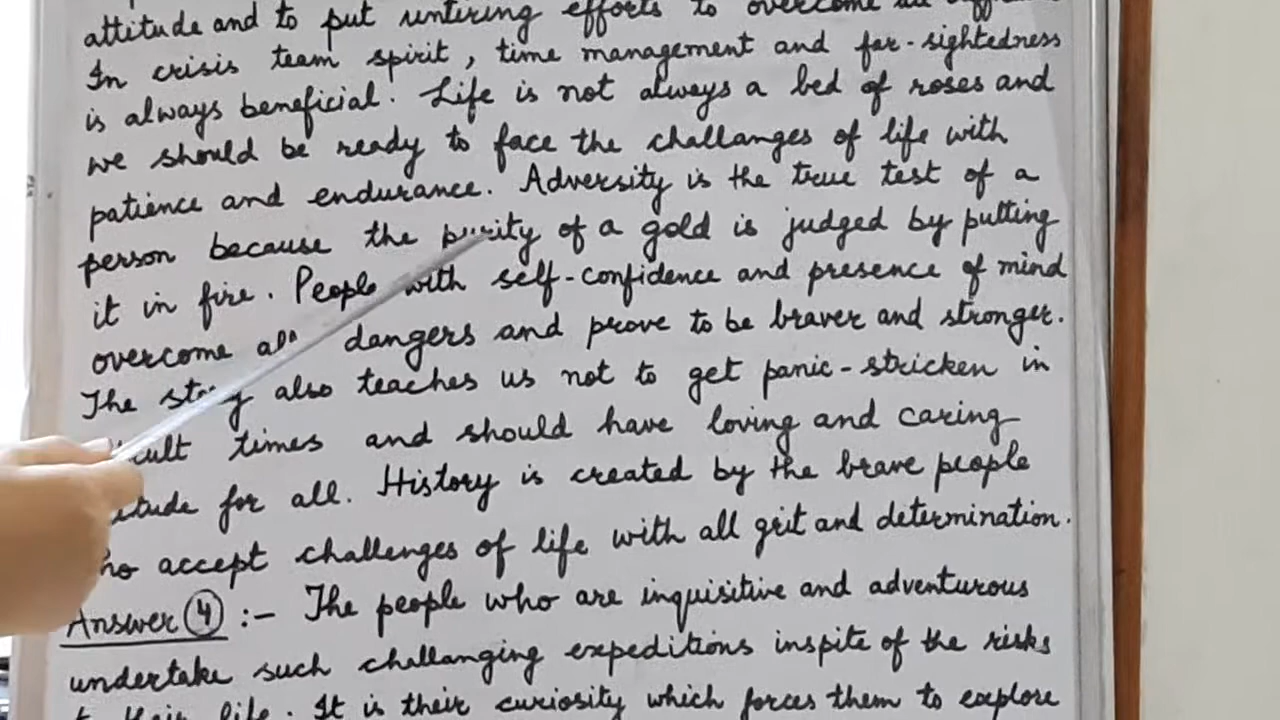 attitude and to put untiring efforts to overcome
In crisis team spirit, time management and far-sightedness
is always beneficial. Life is not always a bed of roses and
we should be ready to face the challanges of life with
patience and endurance. Adversity is the true test of a
person because the purity of a gold is judged by putting
it in fire. People with self-confidence and presence of mind
overcome all dangers and prove to be braver and stronger.
The story also teaches us not to get panic-stricken in
times and should have loving and caring
for all. History is created by the brave people
accept challenges of life with all grit and determination.
Answer 4 :- The people who are inquisitive and adventurous
undertake such challanging expeditions inspite of the risks
their life. It is their curiosity which forces them to explore